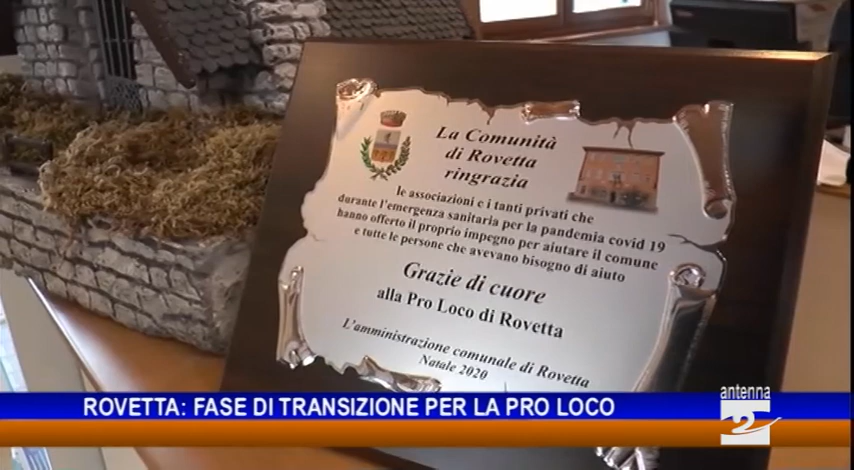 La Comunità
di Rovetta
ringrazia
le associazioni e i tanti privati che
durante l'emergenza sanitaria per la pandemia covid 19
hanno offerto il proprio impegno per aiutare il comune
e tutte le persone che avevano bisogno di aiuto
Grazie di cuore
alla Pro Loco di Rovetta
L'amministrazione comunale di Rovetta
Natale 2020
ROVETTA: FASE DI TRANSIZIONE PER LA PRO LOCO
antenna
2